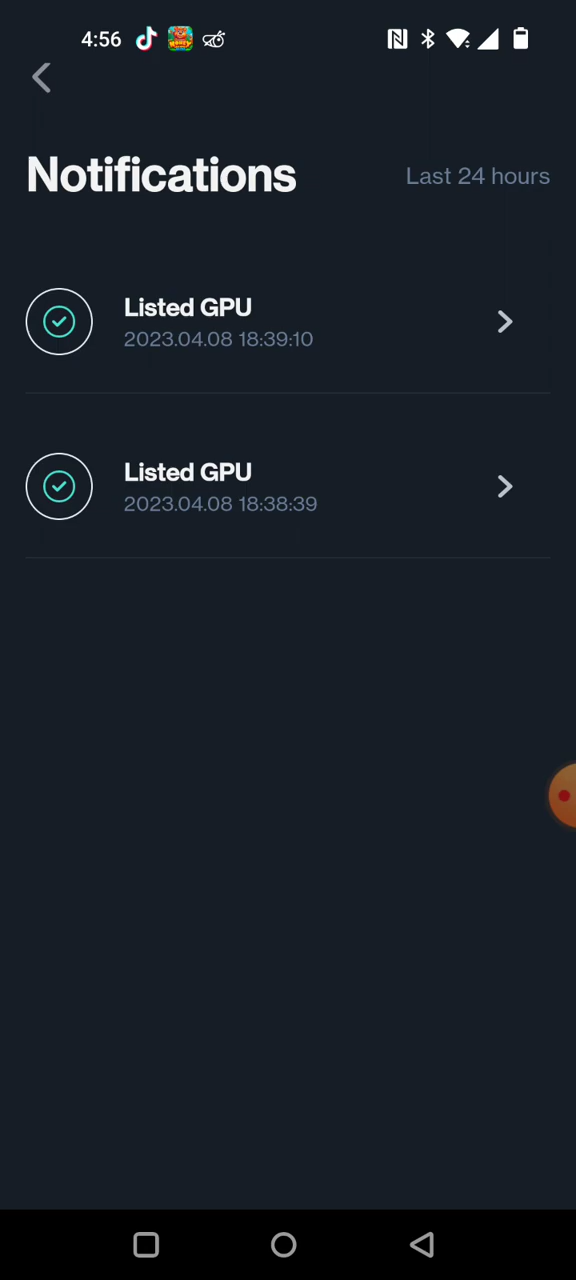 4:56
Notifications
Last 24 hours
Listed GPU
2023.04.08 18:39:10
Listed GPU
2023.04.08 18:38:39